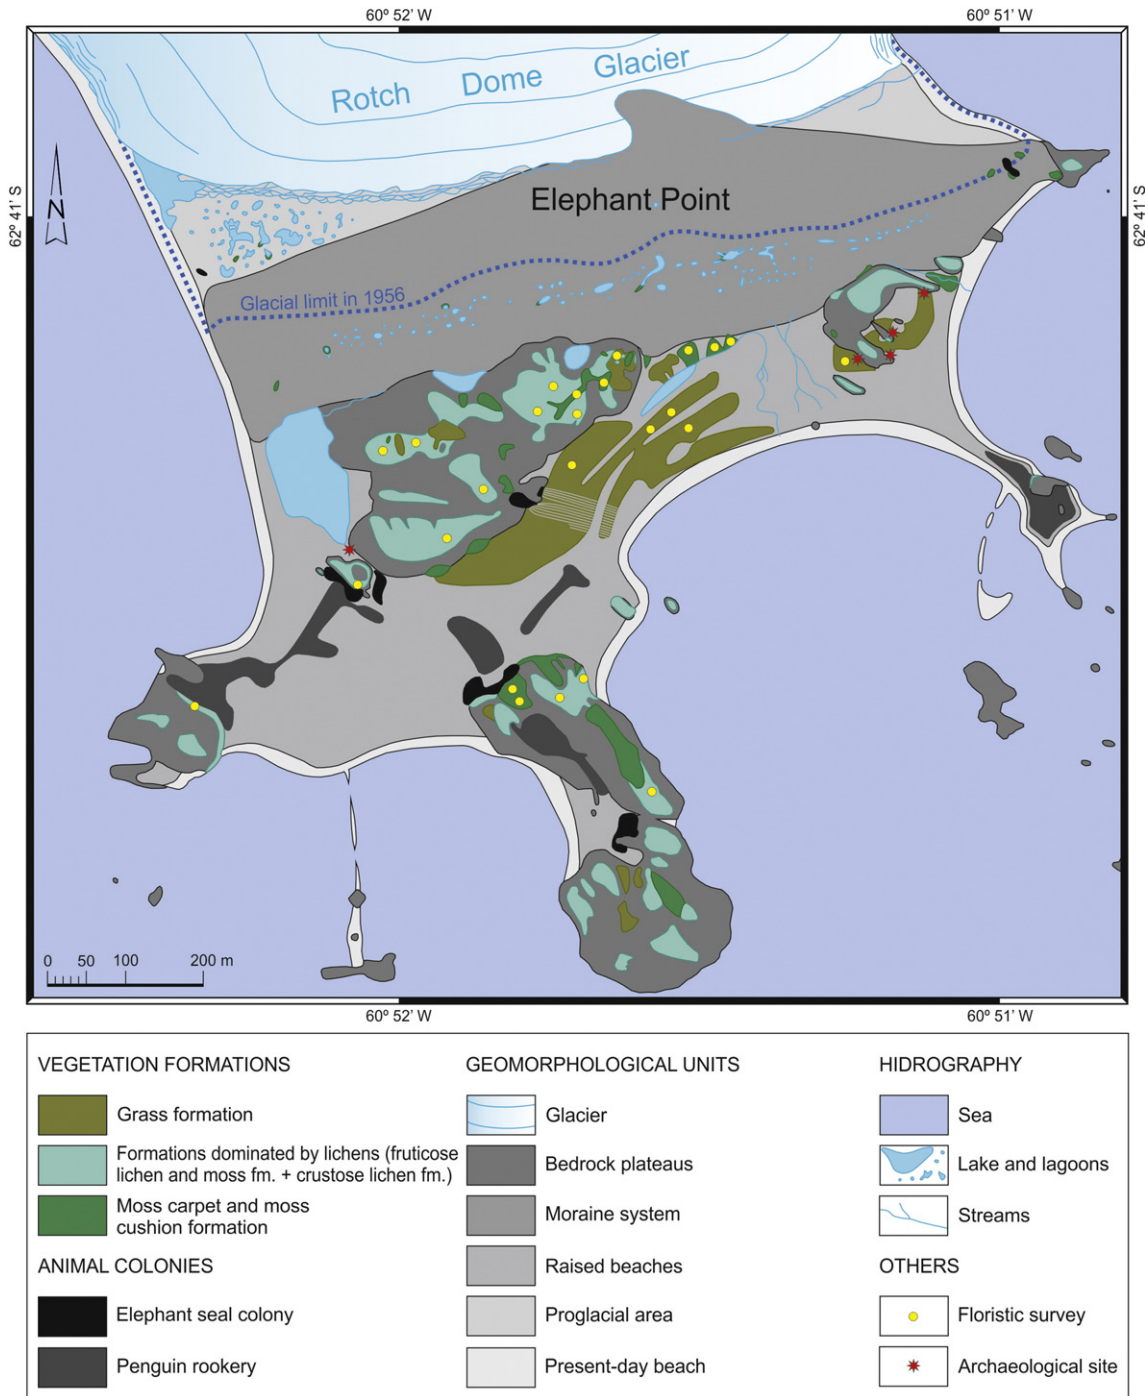 60º 52’ W
60º 51’ W
Rotch Dome Glacier
N
62º 41’ S
62º 41’ S
Elephant Point
Glacial limit in 1956
0 50 100 200 m
60º 52’ W
60º 51’ W
VEGETATION FORMATIONS
Grass formation
Formations dominated by lichens (fruticose
lichen and moss fm. + crustose lichen fm.)
Moss carpet and moss
cushion formation
ANIMAL COLONIES
Elephant seal colony
Penguin rookery
GEOMORPHOLOGICAL UNITS
Glacier
Bedrock plateaus
Moraine system
Raised beaches
Proglacial area
Present-day beach
HIDROGRAPHY
Sea
Lake and lagoons
Streams
OTHERS
Floristic survey
Archaeological site